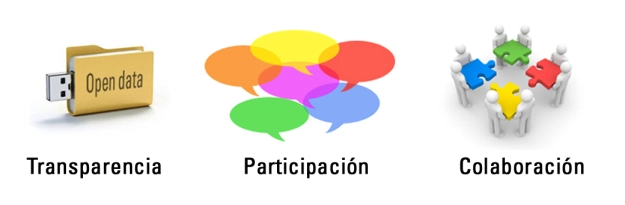 Open data
Transparencia
Participación
Colaboración